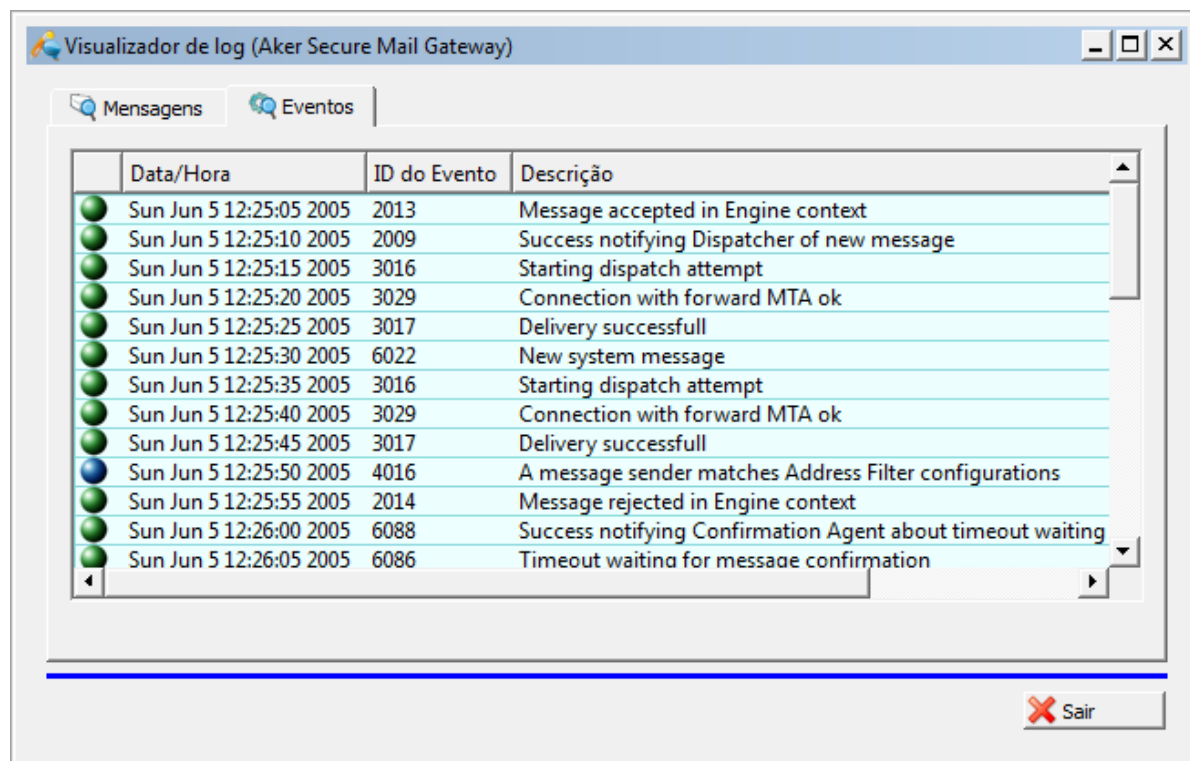 Visualizador de log (Aker Secure Mail Gateway)
Mensagens Eventos
Data/Hora ID do Evento Descrição
Sun Jun 5 12:25:05 2005 2013 Message accepted in Engine context
Sun Jun 5 12:25:10 2005 2009 Success notifying Dispatcher of new message
Sun Jun 5 12:25:15 2005 3016 Starting dispatch attempt
Sun Jun 5 12:25:20 2005 3029 Connection with forward MTA ok
Sun Jun 5 12:25:25 2005 3017 Delivery successfull
Sun Jun 5 12:25:30 2005 6022 New system message
Sun Jun 5 12:25:35 2005 3016 Starting dispatch attempt
Sun Jun 5 12:25:40 2005 3029 Connection with forward MTA ok
Sun Jun 5 12:25:45 2005 3017 Delivery successfull
Sun Jun 5 12:25:50 2005 4016 A message sender matches Address Filter configurations
Sun Jun 5 12:25:55 2005 2014 Message rejected in Engine context
Sun Jun 5 12:26:00 2005 6088 Success notifying Confirmation Agent about timeout waiting
Sun Jun 5 12:26:05 2005 6086 Timeout waiting for message confirmation
Sair